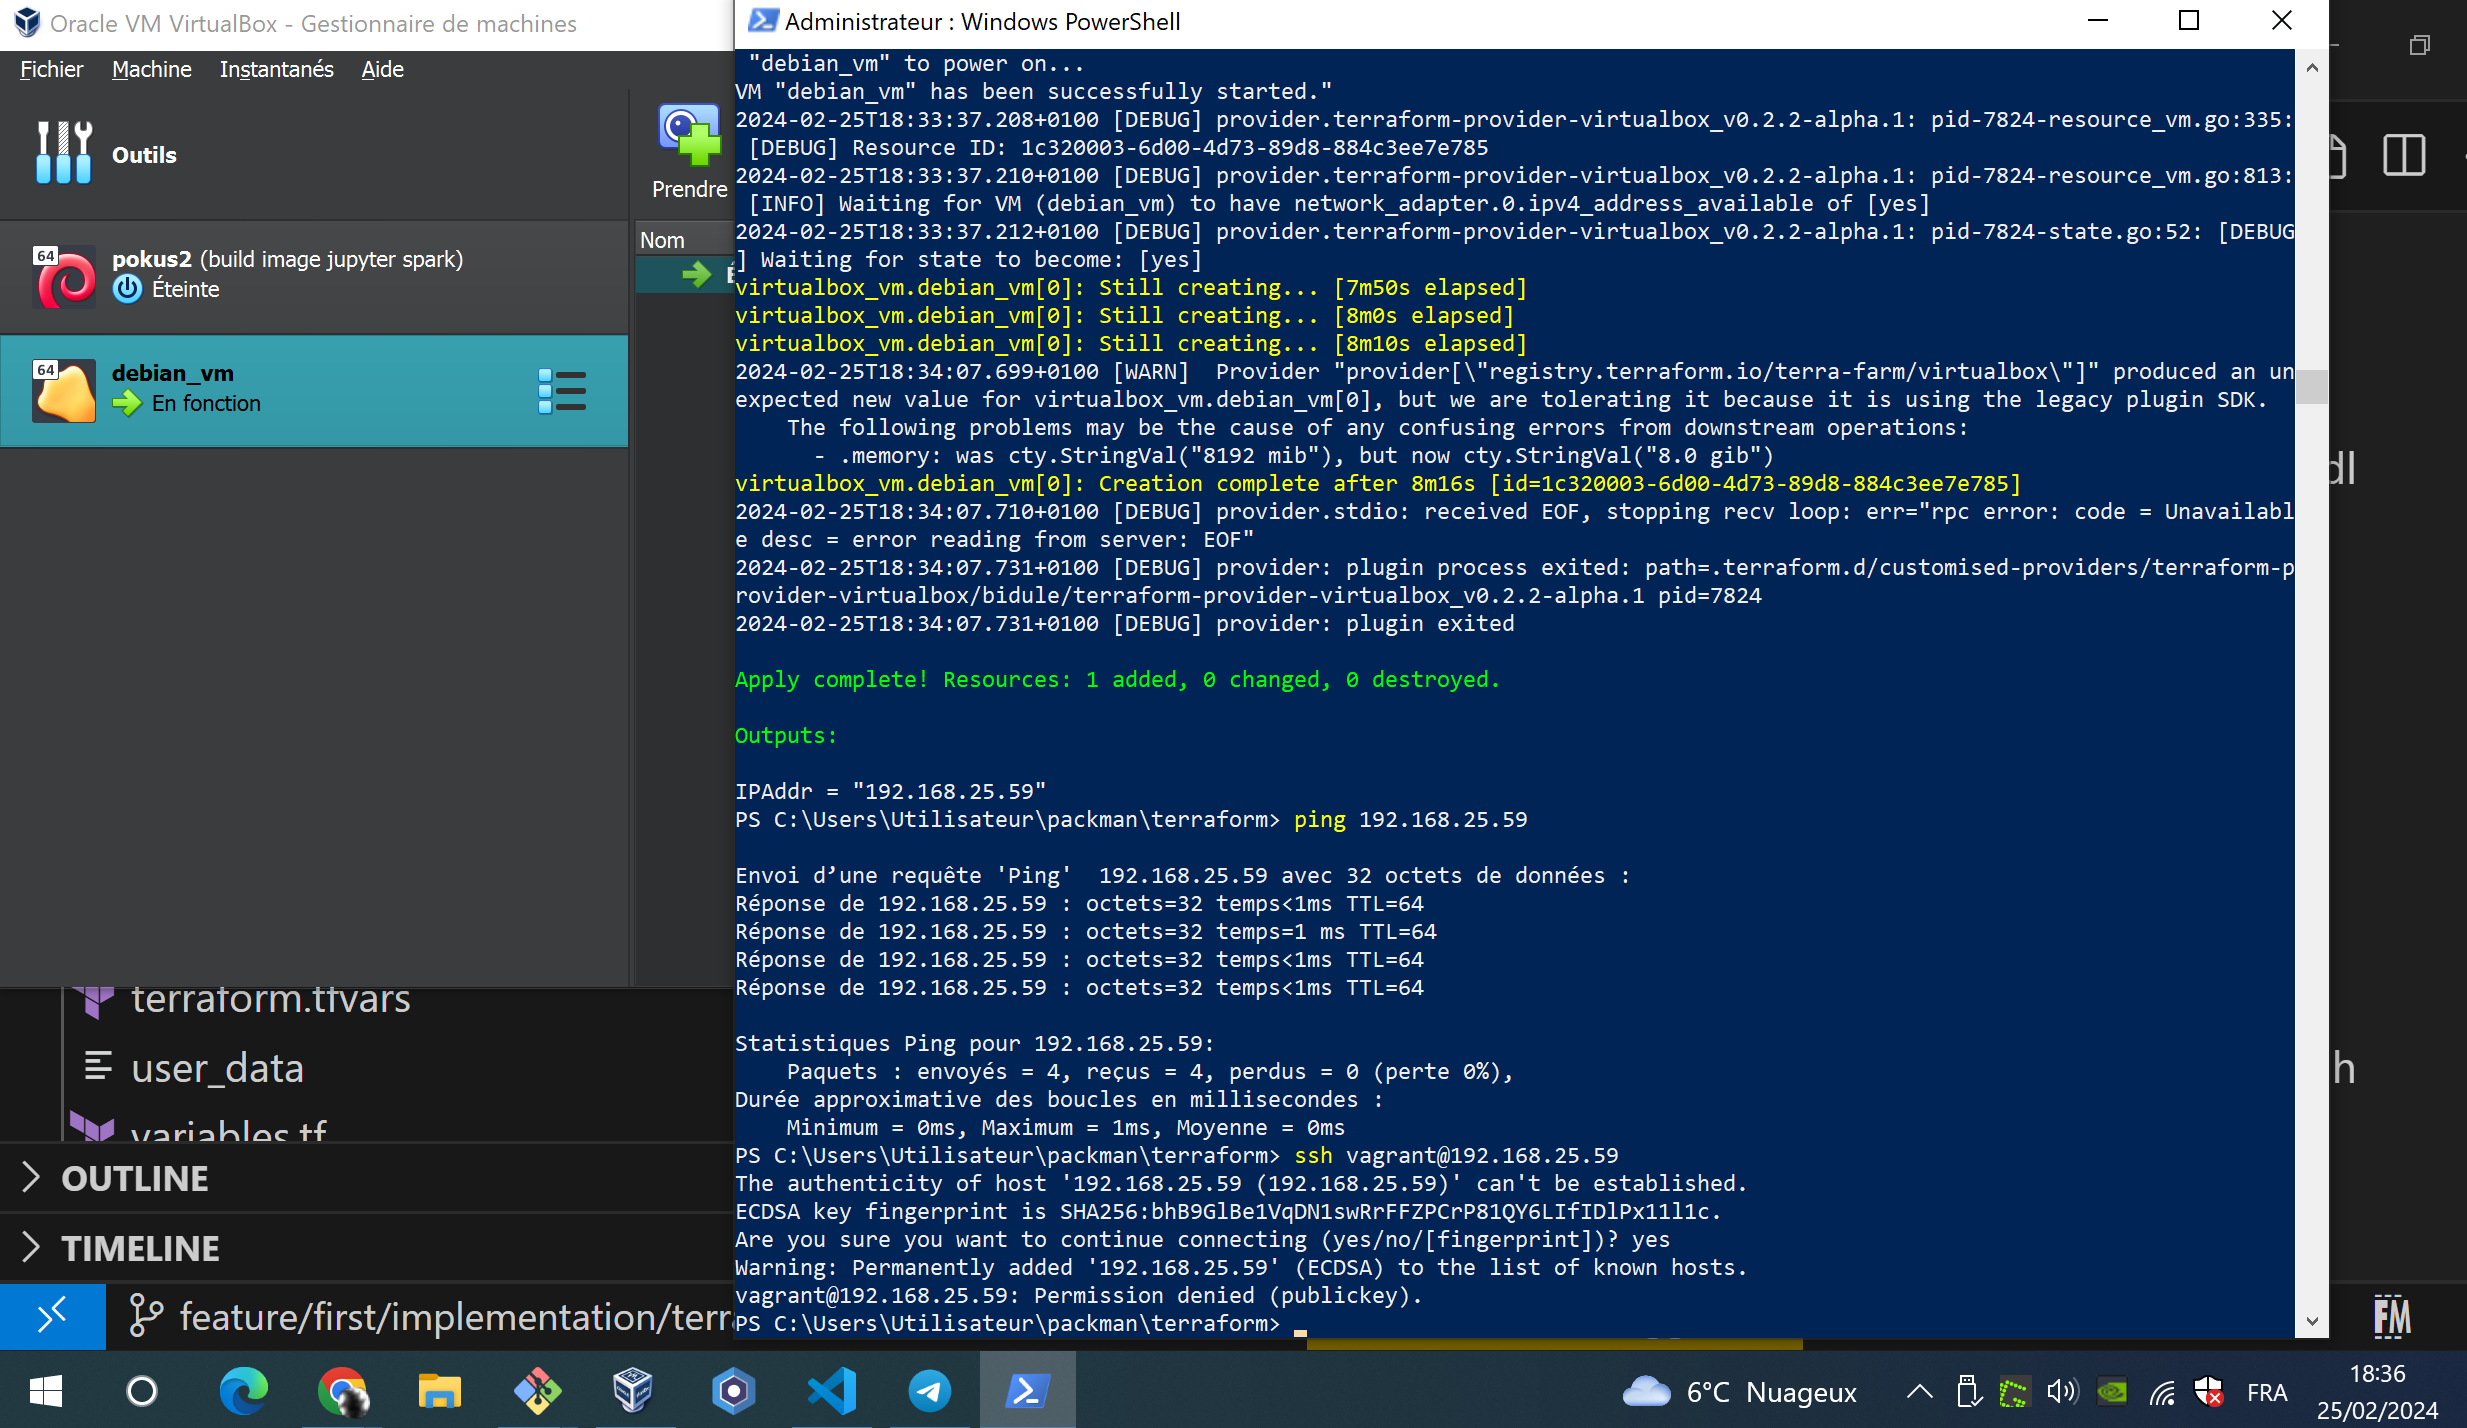 Oracle VM VirtualBox - Gestionnaire de machines
Fichier Machine Instantanés Aide
Outils
64
pokus2 (build image jupyter spark)
Éteinte
64
debian_vm
En fonction
Prendre
Nom
terraform.tfvars
user_data
variables.tf
OUTLINE
TIMELINE
feature/first/implementation/terr
Administrateur : Windows PowerShell
"debian_vm" to power on...
VM "debian_vm" has been successfully started."
2024-02-25T18:33:37.208+0100 [DEBUG] provider.terraform-provider-virtualbox_v0.2.2-alpha.1: pid-7824-resource_vm.go:335:
[DEBUG] Resource ID: 1c320003-6d00-4d73-89d8-884c3ee7e785
2024-02-25T18:33:37.210+0100 [DEBUG] provider.terraform-provider-virtualbox_v0.2.2-alpha.1: pid-7824-resource_vm.go:813:
[INFO] Waiting for VM (debian_vm) to have network_adapter.0.ipv4_address_available of [yes]
2024-02-25T18:33:37.212+0100 [DEBUG] provider.terraform-provider-virtualbox_v0.2.2-alpha.1: pid-7824-state.go:52: [DEBUG
] Waiting for state to become: [yes]
virtualbox_vm.debian_vm[0]: Still creating... [7m50s elapsed]
virtualbox_vm.debian_vm[0]: Still creating... [8m0s elapsed]
virtualbox_vm.debian_vm[0]: Still creating... [8m10s elapsed]
2024-02-25T18:34:07.699+0100 [WARN]  Provider "provider[\"registry.terraform.io/terra-farm/virtualbox\"]" produced an un
expected new value for virtualbox_vm.debian_vm[0], but we are tolerating it because it is using the legacy plugin SDK.
The following problems may be the cause of any confusing errors from downstream operations:
- .memory: was cty.StringVal("8192 mib"), but now cty.StringVal("8.0 gib")
virtualbox_vm.debian_vm[0]: Creation complete after 8m16s [id=1c320003-6d00-4d73-89d8-884c3ee7e785]
2024-02-25T18:34:07.710+0100 [DEBUG] provider.stdio: received EOF, stopping recv loop: err="rpc error: code = Unavailabl
e desc = error reading from server: EOF"
2024-02-25T18:34:07.731+0100 [DEBUG] provider: plugin process exited: path=.terraform.d/customised-providers/terraform-p
rovider-virtualbox/bidule/terraform-provider-virtualbox_v0.2.2-alpha.1 pid=7824
2024-02-25T18:34:07.731+0100 [DEBUG] provider: plugin exited
Apply complete! Resources: 1 added, 0 changed, 0 destroyed.
Outputs:
IPAddr = "192.168.25.59"
PS C:\Users\Utilisateur\packman\terraform> ping 192.168.25.59
Envoi d’une requête 'Ping'  192.168.25.59 avec 32 octets de données :
Réponse de 192.168.25.59 : octets=32 temps<1ms TTL=64
Réponse de 192.168.25.59 : octets=32 temps=1 ms TTL=64
Réponse de 192.168.25.59 : octets=32 temps<1ms TTL=64
Réponse de 192.168.25.59 : octets=32 temps<1ms TTL=64
Statistiques Ping pour 192.168.25.59:
Paquets : envoyés = 4, reçus = 4, perdus = 0 (perte 0%),
Durée approximative des boucles en millisecondes :
Minimum = 0ms, Maximum = 1ms, Moyenne = 0ms
PS C:\Users\Utilisateur\packman\terraform> ssh vagrant@192.168.25.59
The authenticity of host '192.168.25.59 (192.168.25.59)' can't be established.
ECDSA key fingerprint is SHA256:bhB9GlBe1VqDN1swRrFFZPCrP81QY6LIfIDlPx11l1c.
Are you sure you want to continue connecting (yes/no/[fingerprint])? yes
Warning: Permanently added '192.168.25.59' (ECDSA) to the list of known hosts.
vagrant@192.168.25.59: Permission denied (publickey).
PS C:\Users\Utilisateur\packman\terraform>
dl
h
FM
6°C Nuageux
FRA
18:36
25/02/2024